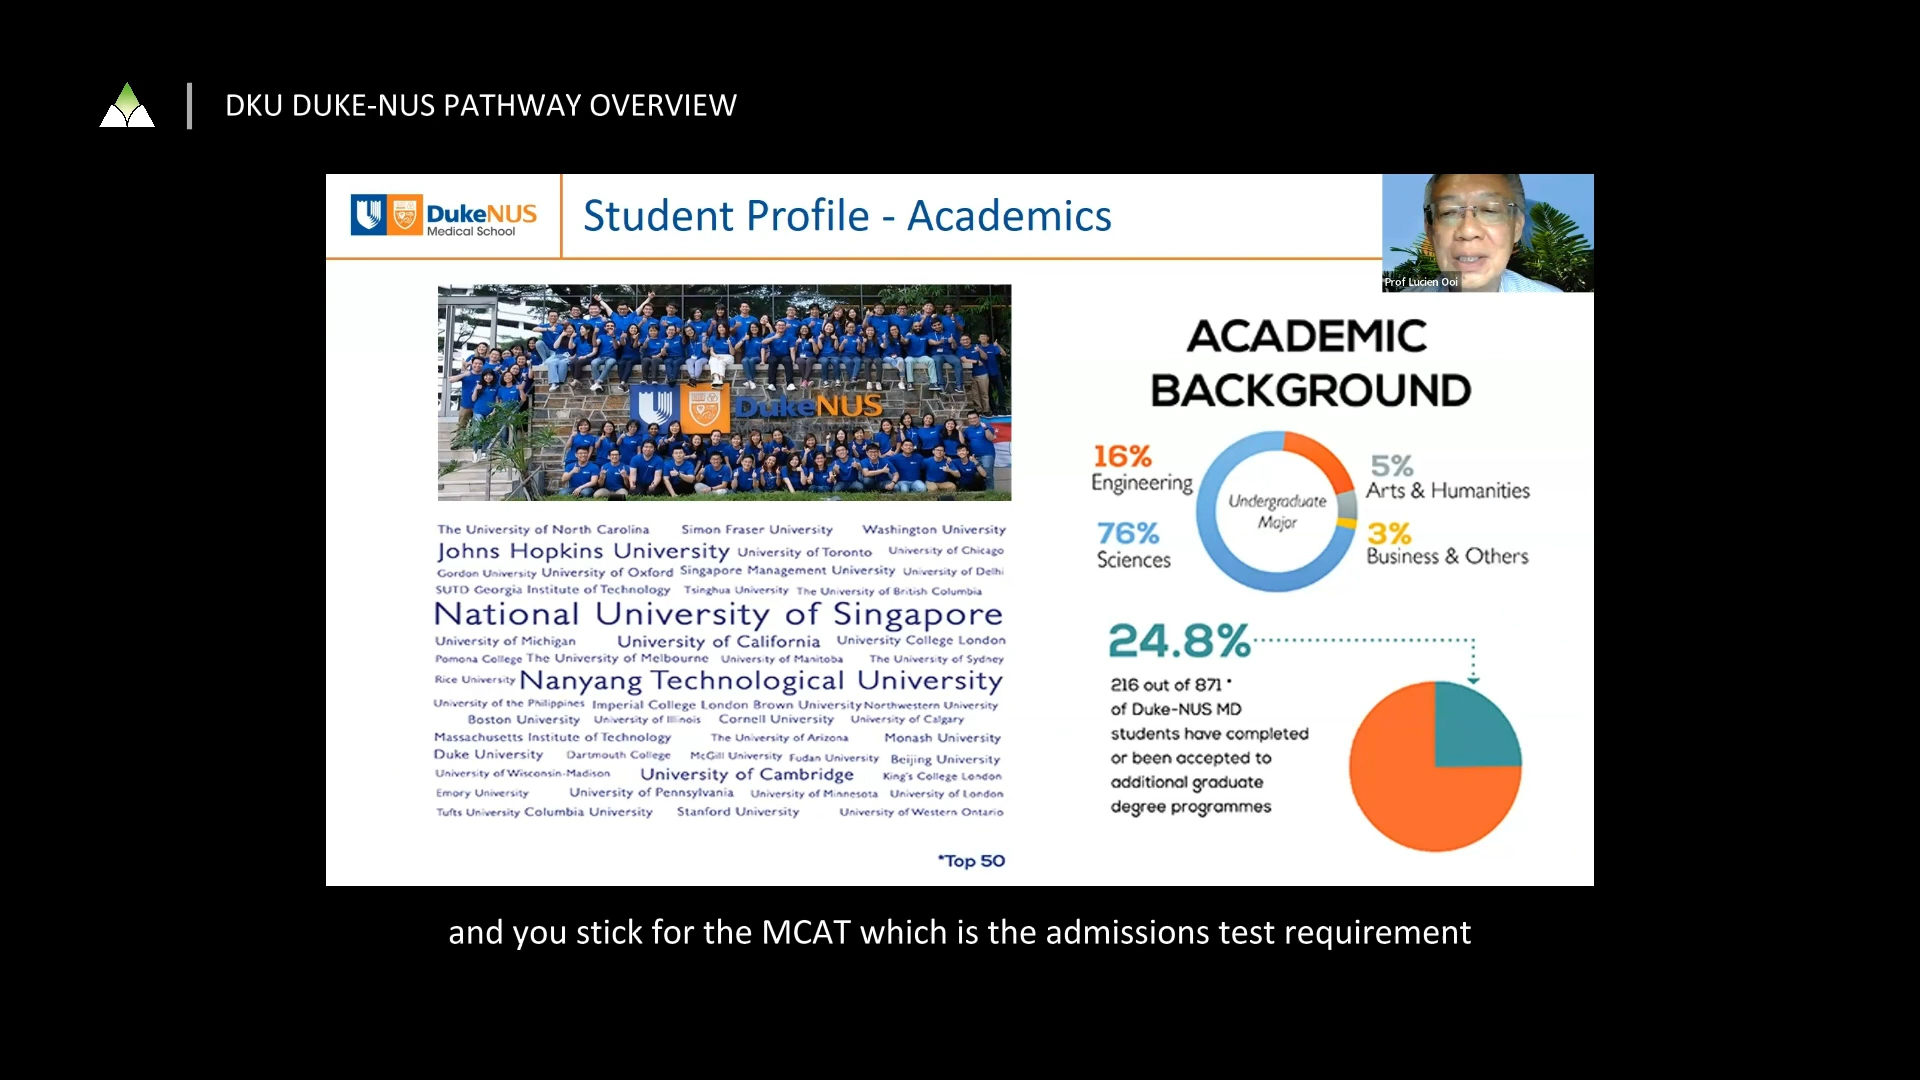 DKU DUKE-NUS PATHWAY OVERVIEW
DukeNUS
Medical School
Student Profile - Academics
Prof Lucien Ooi
DukeNUS
ACADEMIC
BACKGROUND
16%
Engineering
76%
Sciences
Undergraduate
Major
5%
Arts & Humanities
3%
Business & Others
The University of North Carolina Simon Fraser University Washington University
Johns Hopkins University University of Toronto University of Chicago
Gordon University University of Oxford Singapore Management University University of Delhi
SUTD Georgia Institute of Technology Tsinghua University The University of British Columbia
National University of Singapore
University of Michigan University of California University College London
Pomona College The University of Melbourne University of Manitoba The University of Sydney
Rice University Nanyang Technological University
University of the Philippines Imperial College London Brown University Northwestern University
Boston University University of Illinois Cornell University University of Calgary
Massachusetts Institute of Technology The University of Arizona Monash University
Duke University Dartmouth College McGill University Fudan University Beijing University
University of Wisconsin-Madison University of Cambridge King's College London
Emory University University of Pennsylvania University of Minnesota University of London
Tufts University Columbia University Stanford University University of Western Ontario
*Top 50
24.8%
216 out of 871 *
of Duke-NUS MD
students have completed
or been accepted to
additional graduate
degree programmes
and you stick for the MCAT which is the admissions test requirement